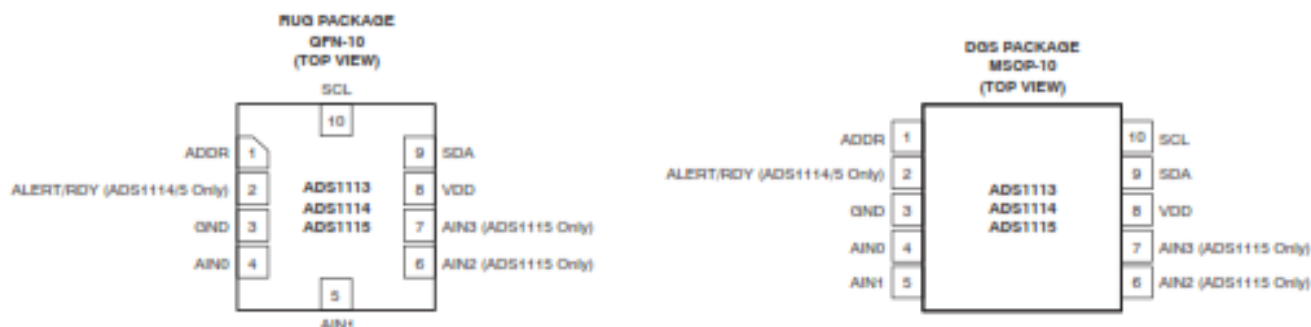 RUG PACKAGE
QFN-10
(TOP VIEW)
SCL
10
ADDR 1
9 SDA
ALERT/RDY (ADS1114/5 Only) 2
8 VDD
GND 3
7 AIN3 (ADS1115 Only)
AIN0 4
6 AIN2 (ADS1115 Only)
ADS1113
ADS1114
ADS1115
5
AIN1
DGS PACKAGE
MSOP-10
(TOP VIEW)
ADDR 1
10 SCL
ALERT/RDY (ADS1114/5 Only) 2
9 SDA
GND 3
8 VDD
AIN0 4
7 AIN3 (ADS1115 Only)
AIN1 5
6 AIN2 (ADS1115 Only)
ADS1113
ADS1114
ADS1115